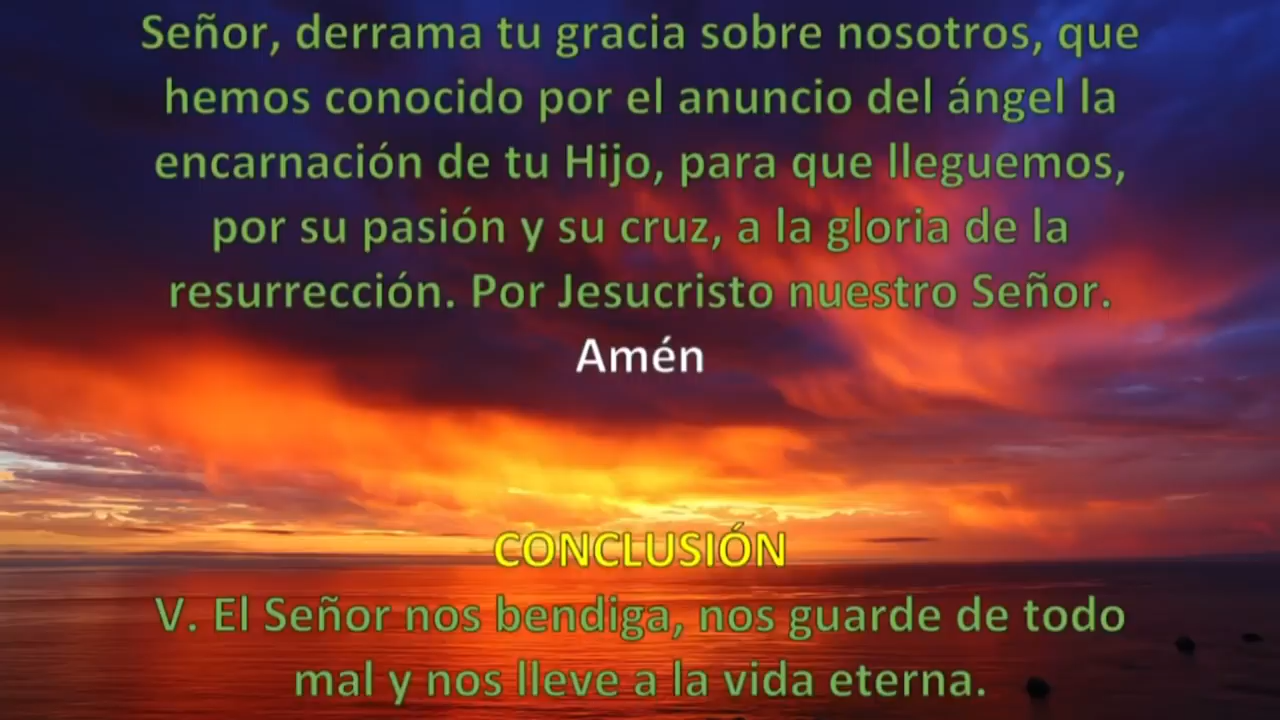 Señor, derrama tu gracia sobre nosotros, que
hemos conocido por el anuncio del ángel la
encarnación de tu Hijo, para que lleguemos,
por su pasión y su cruz, a la gloria de la
resurrección. Por Jesucristo nuestro Señor.
Amén
CONCLUSIÓN
V. El Señor nos bendiga, nos guarde de todo
mal y nos lleve a la vida eterna.